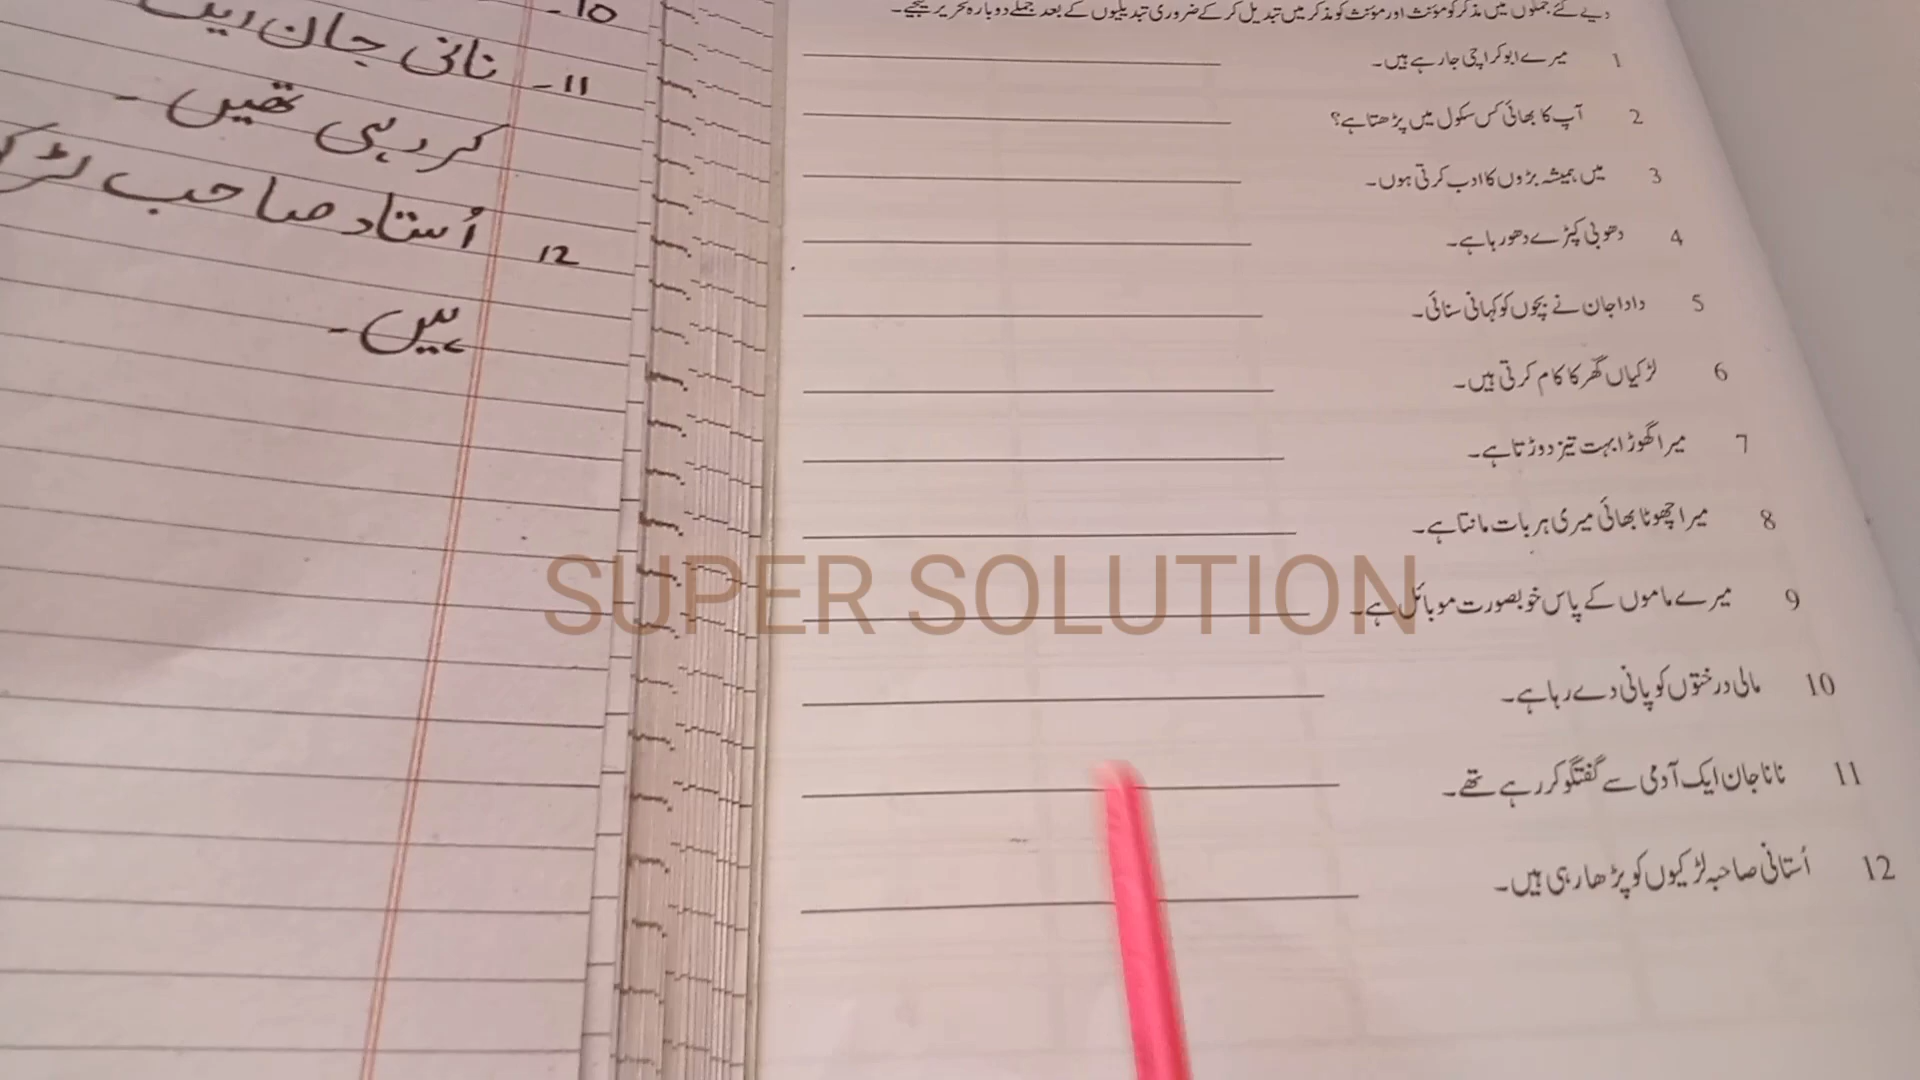 دیے گئے جملوں میں مذکر کو مؤنث اور مؤنث کو مذکر میں تبدیل کر کے ضروری تبدیلیوں کے بعد جملے دوبارہ تحریر کیجیے۔
1 میرے ابو کراچی جا رہے ہیں۔
2 آپ کا بھائی کس سکول میں پڑھتا ہے؟
3 میں ہمیشہ بڑوں کا ادب کرتی ہوں۔
4 دھوبی کپڑے دھو رہا ہے۔
5 دادا جان نے بچوں کو کہانی سنائی۔
6 لڑکیاں گھر کا کام کرتی ہیں۔
7 میرا گھوڑا بہت تیز دوڑتا ہے۔
8 میرا چھوٹا بھائی میری ہر بات مانتا ہے۔
9 میرے ماموں کے پاس خوبصورت موبائل ہے۔
10 مالی درختوں کو پانی دے رہا ہے۔
11 نانا جان ایک آدمی سے گفتگو کر رہے تھے۔
12 اُستانی صاحبہ لڑکیوں کو پڑھا رہی ہیں۔
10-
11- نانی جان ایک
کر رہی تھیں۔
12 اُستاد صاحب
ہیں۔
SUPER SOLUTION